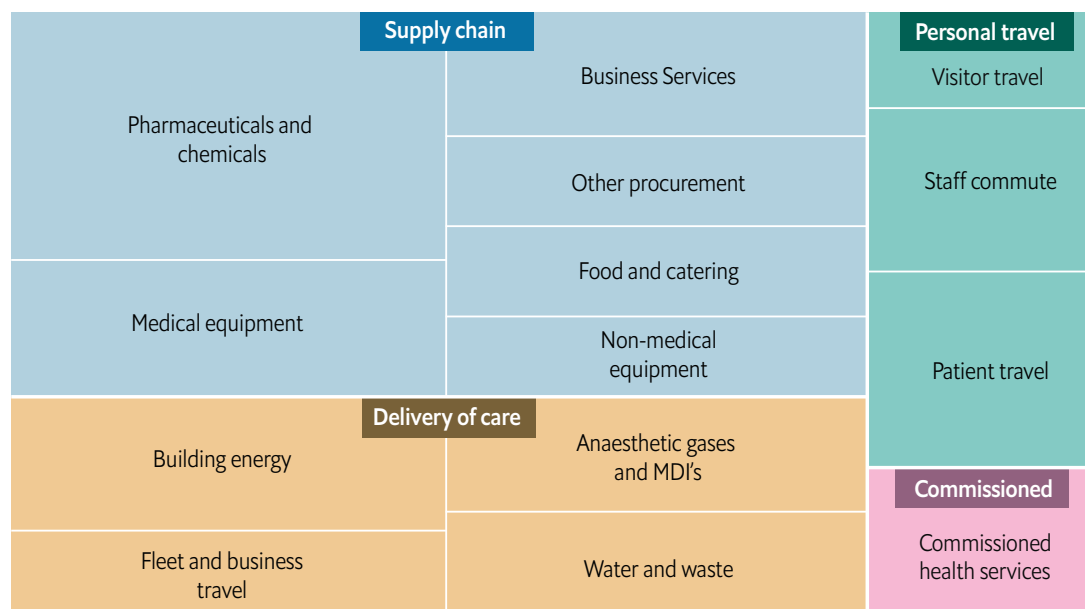 Supply chain
Pharmaceuticals and
chemicals
Medical equipment
Business Services
Other procurement
Food and catering
Non-medical
equipment
Personal travel
Visitor travel
Staff commute
Patient travel
Delivery of care
Building energy
Fleet and business
travel
Anaesthetic gases
and MDI's
Water and waste
Commissioned
Commissioned
health services